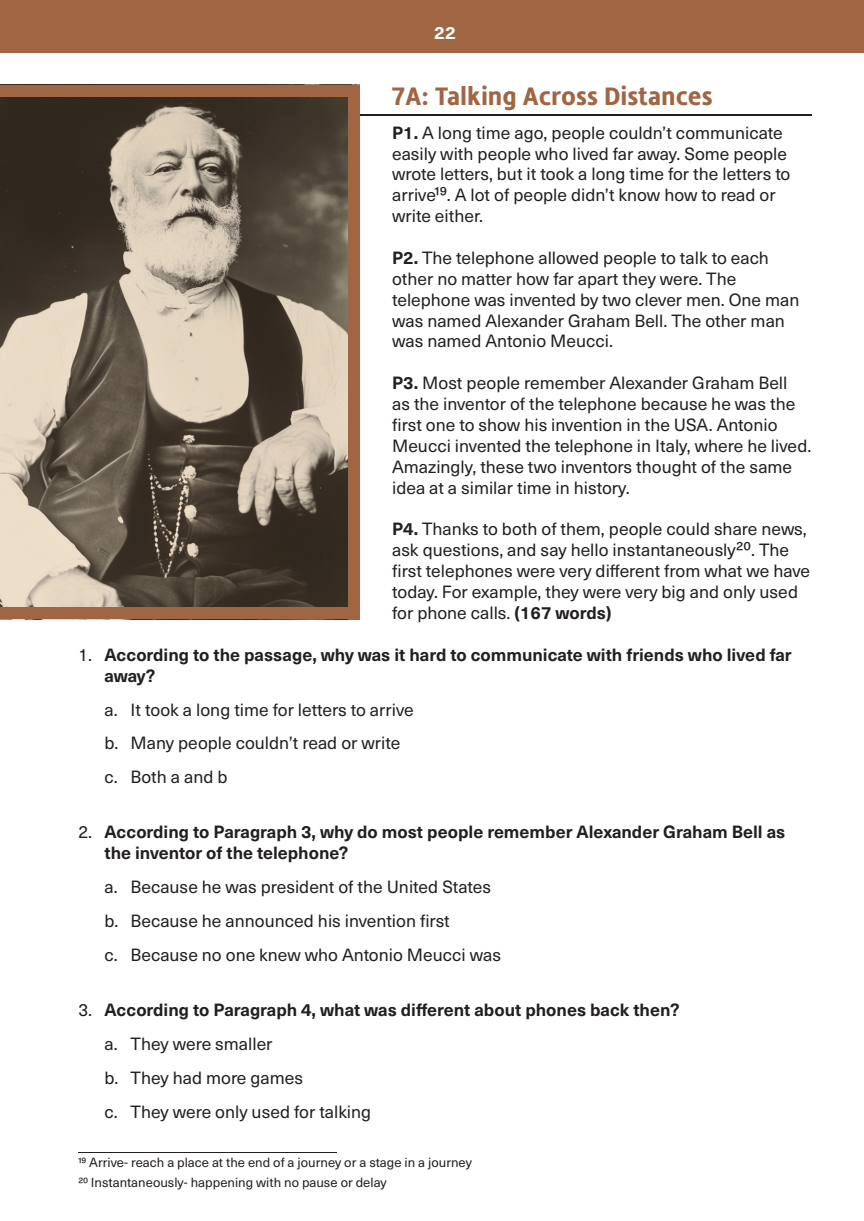 22
7A: Talking Across Distances
P1. A long time ago, people couldn't communicate
easily with people who lived far away. Some people
wrote letters, but it took a long time for the letters to
arrive¹⁹. A lot of people didn't know how to read or
write either.
P2. The telephone allowed people to talk to each
other no matter how far apart they were. The
telephone was invented by two clever men. One man
was named Alexander Graham Bell. The other man
was named Antonio Meucci.
P3. Most people remember Alexander Graham Bell
as the inventor of the telephone because he was the
first one to show his invention in the USA. Antonio
Meucci invented the telephone in Italy, where he lived.
Amazingly, these two inventors thought of the same
idea at a similar time in history.
P4. Thanks to both of them, people could share news,
ask questions, and say hello instantaneously²⁰. The
first telephones were very different from what we have
today. For example, they were very big and only used
for phone calls. (167 words)
1. According to the passage, why was it hard to communicate with friends who lived far
away?
a. It took a long time for letters to arrive
b. Many people couldn't read or write
c. Both a and b
2. According to Paragraph 3, why do most people remember Alexander Graham Bell as
the inventor of the telephone?
a. Because he was president of the United States
b. Because he announced his invention first
c. Because no one knew who Antonio Meucci was
3. According to Paragraph 4, what was different about phones back then?
a. They were smaller
b. They had more games
c. They were only used for talking
¹⁹ Arrive- reach a place at the end of a journey or a stage in a journey
²⁰ Instantaneously- happening with no pause or delay